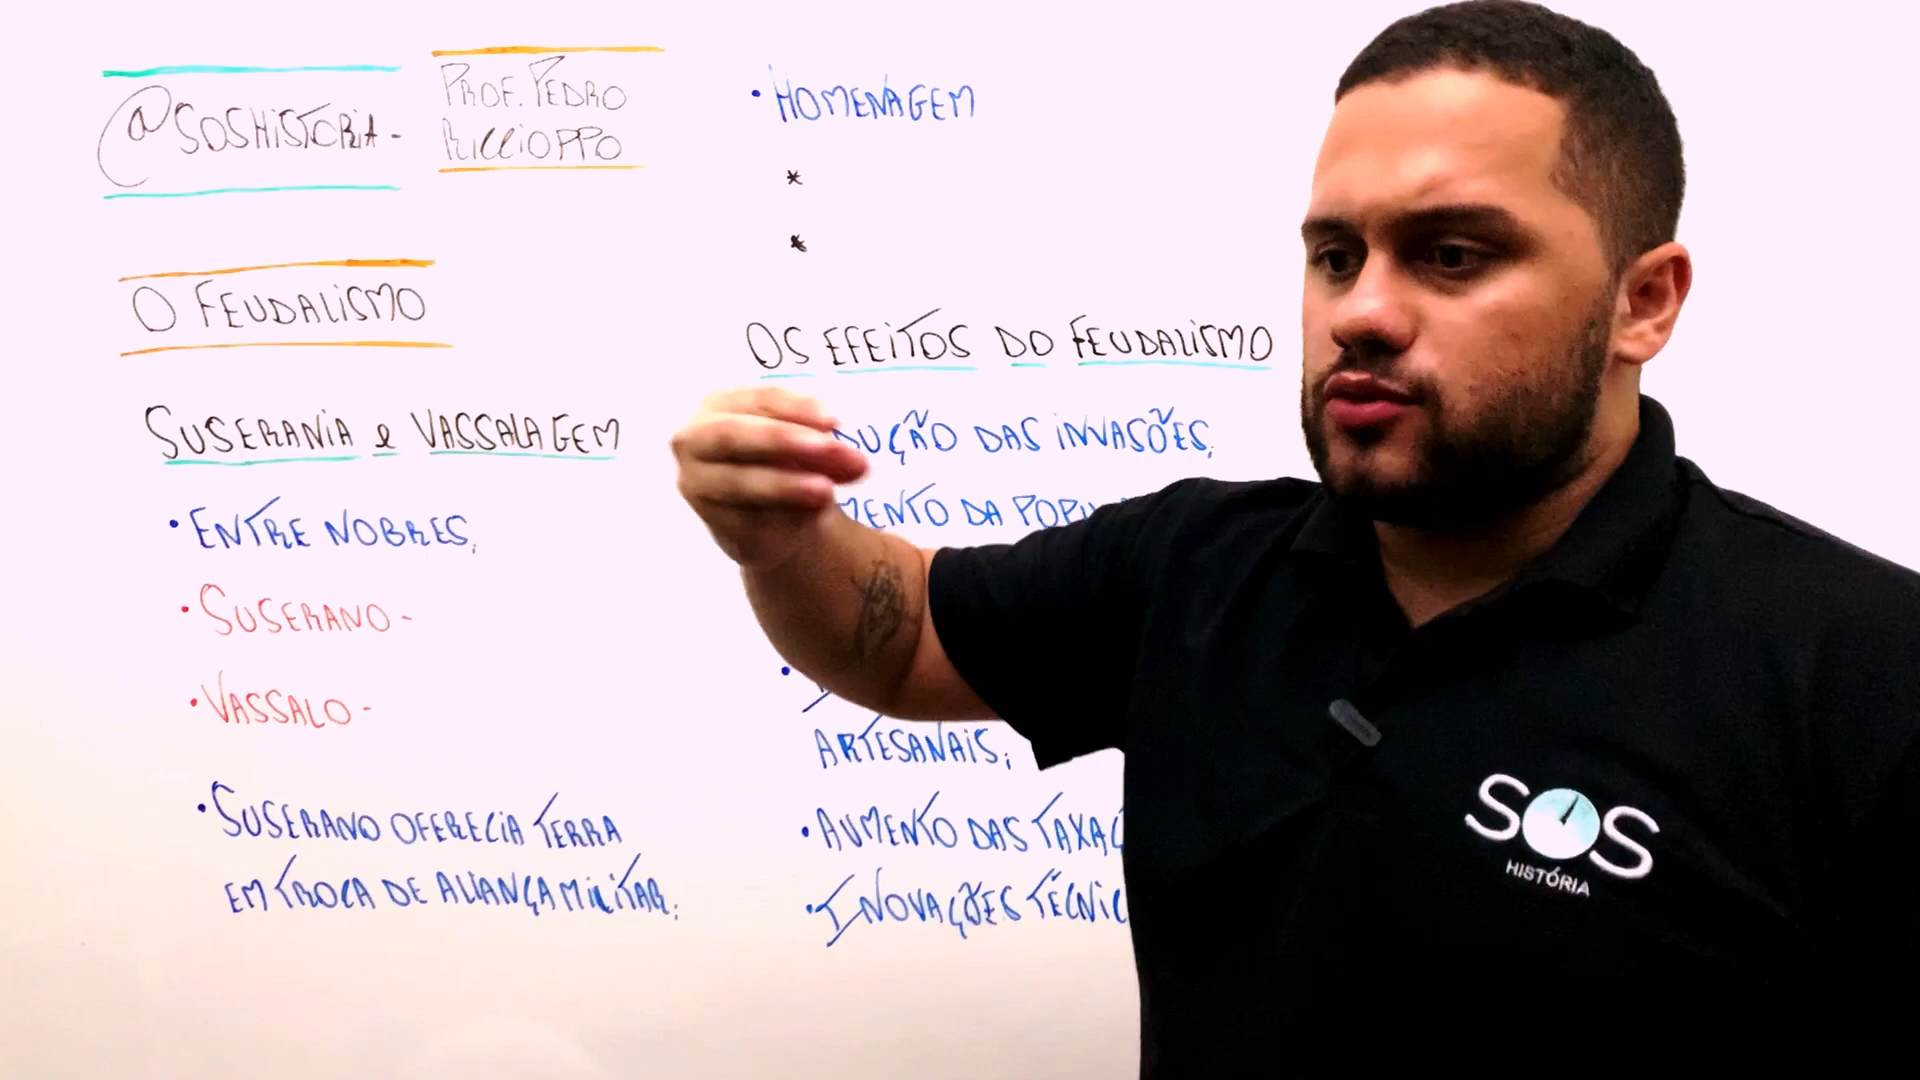 @SOSHISTORIA -
PROF. PEDRO
RICCIOPPO
O FEUDALISMO
SUSERANIA e VASSALAGEM
• ENTRE NOBRES;
• SUSERANO -
• VASSALO -
• SUSERANO OFERECIA TERRA
EM TROCA DE ALIANÇA MILITAR;
• HOMENAGEM
*
*
OS EFEITOS DO FEUDALISMO
DAS INVASÕES;
DA
ARTESANAIS;
• AUMENTO DAS
• INOVAÇÕES
SOS
HISTÓRIA